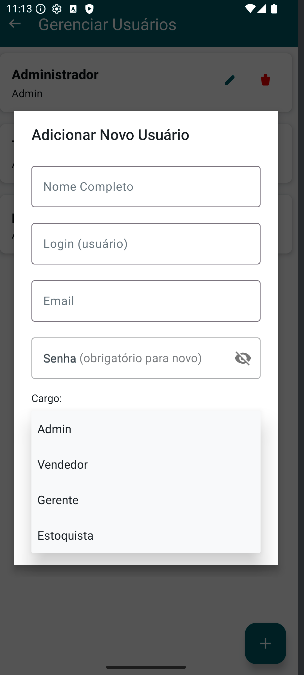 11:13
Gerenciar Usuários
Administrador
Admin
Adicionar Novo Usuário
Nome Completo
Login (usuário)
Email
Senha (obrigatório para novo)
Cargo:
Admin
Vendedor
Gerente
Estoquista